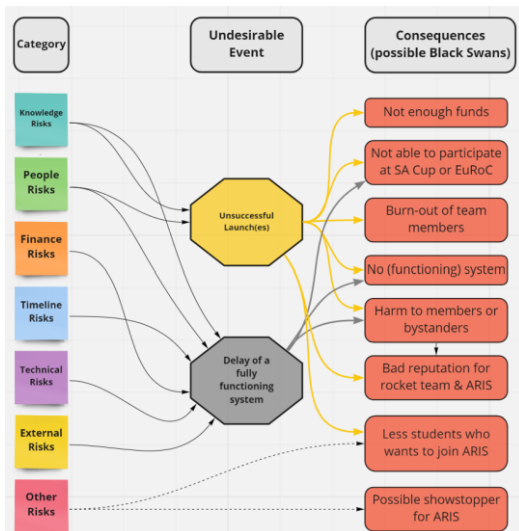 Category
Undesirable
Event
Consequences
(possible Black Swans)
Knowledge
Risks
People
Risks
Finance
Risks
Timeline
Risks
Technical
Risks
External
Risks
Other
Risks
Unsuccessful
Launch(es)
Delay of a
fully
functioning
system
Not enough funds
Not able to participate
at SA Cup or EuRoC
Burn-out of team
members
No (functioning) system
Harm to members or
bystanders
Bad reputation for
rocket team & ARIS
Less students who
wants to join ARIS
Possible showstopper
for ARIS